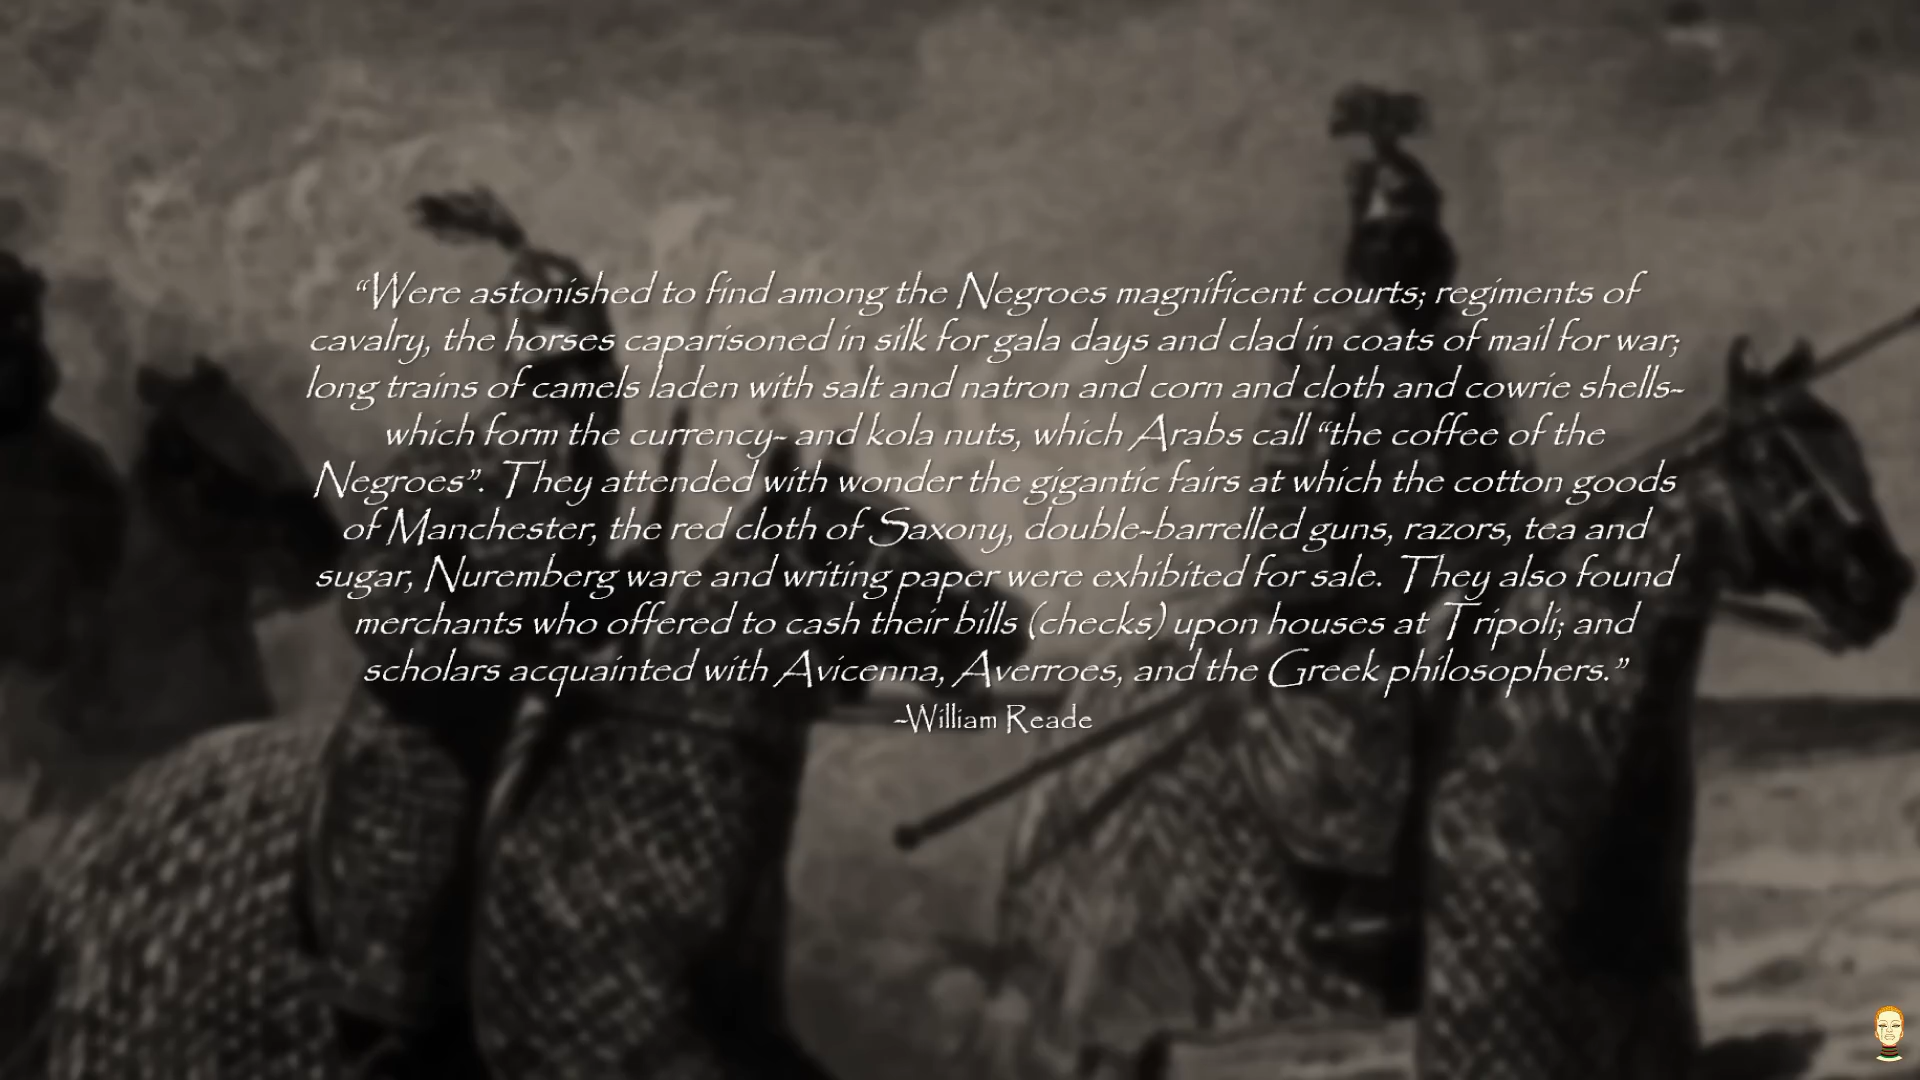 “Were astonished to find among the Negroes magnificent courts; regiments of
cavalry, the horses caparisoned in silk for gala days and clad in coats of mail for war;
long trains of camels laden with salt and natron and corn and cloth and cowrie shells-
which form the currency- and kola nuts, which Arabs call “the coffee of the
Negroes”. They attended with wonder the gigantic fairs at which the cotton goods
of Manchester, the red cloth of Saxony, double-barrelled guns, razors, tea and
sugar, Nuremberg ware and writing paper were exhibited for sale. They also found
merchants who offered to cash their bills (checks) upon houses at Tripoli; and
scholars acquainted with Avicenna, Averroes, and the Greek philosophers.”
~William Reade